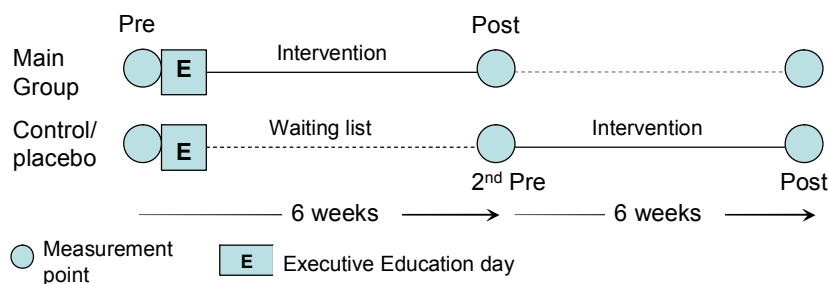 Pre
Post
Main
Group
E
Intervention
Control/
placebo
E
Waiting list
Intervention
2nd Pre
Post
6 weeks
6 weeks
Measurement
point
E
Executive Education day